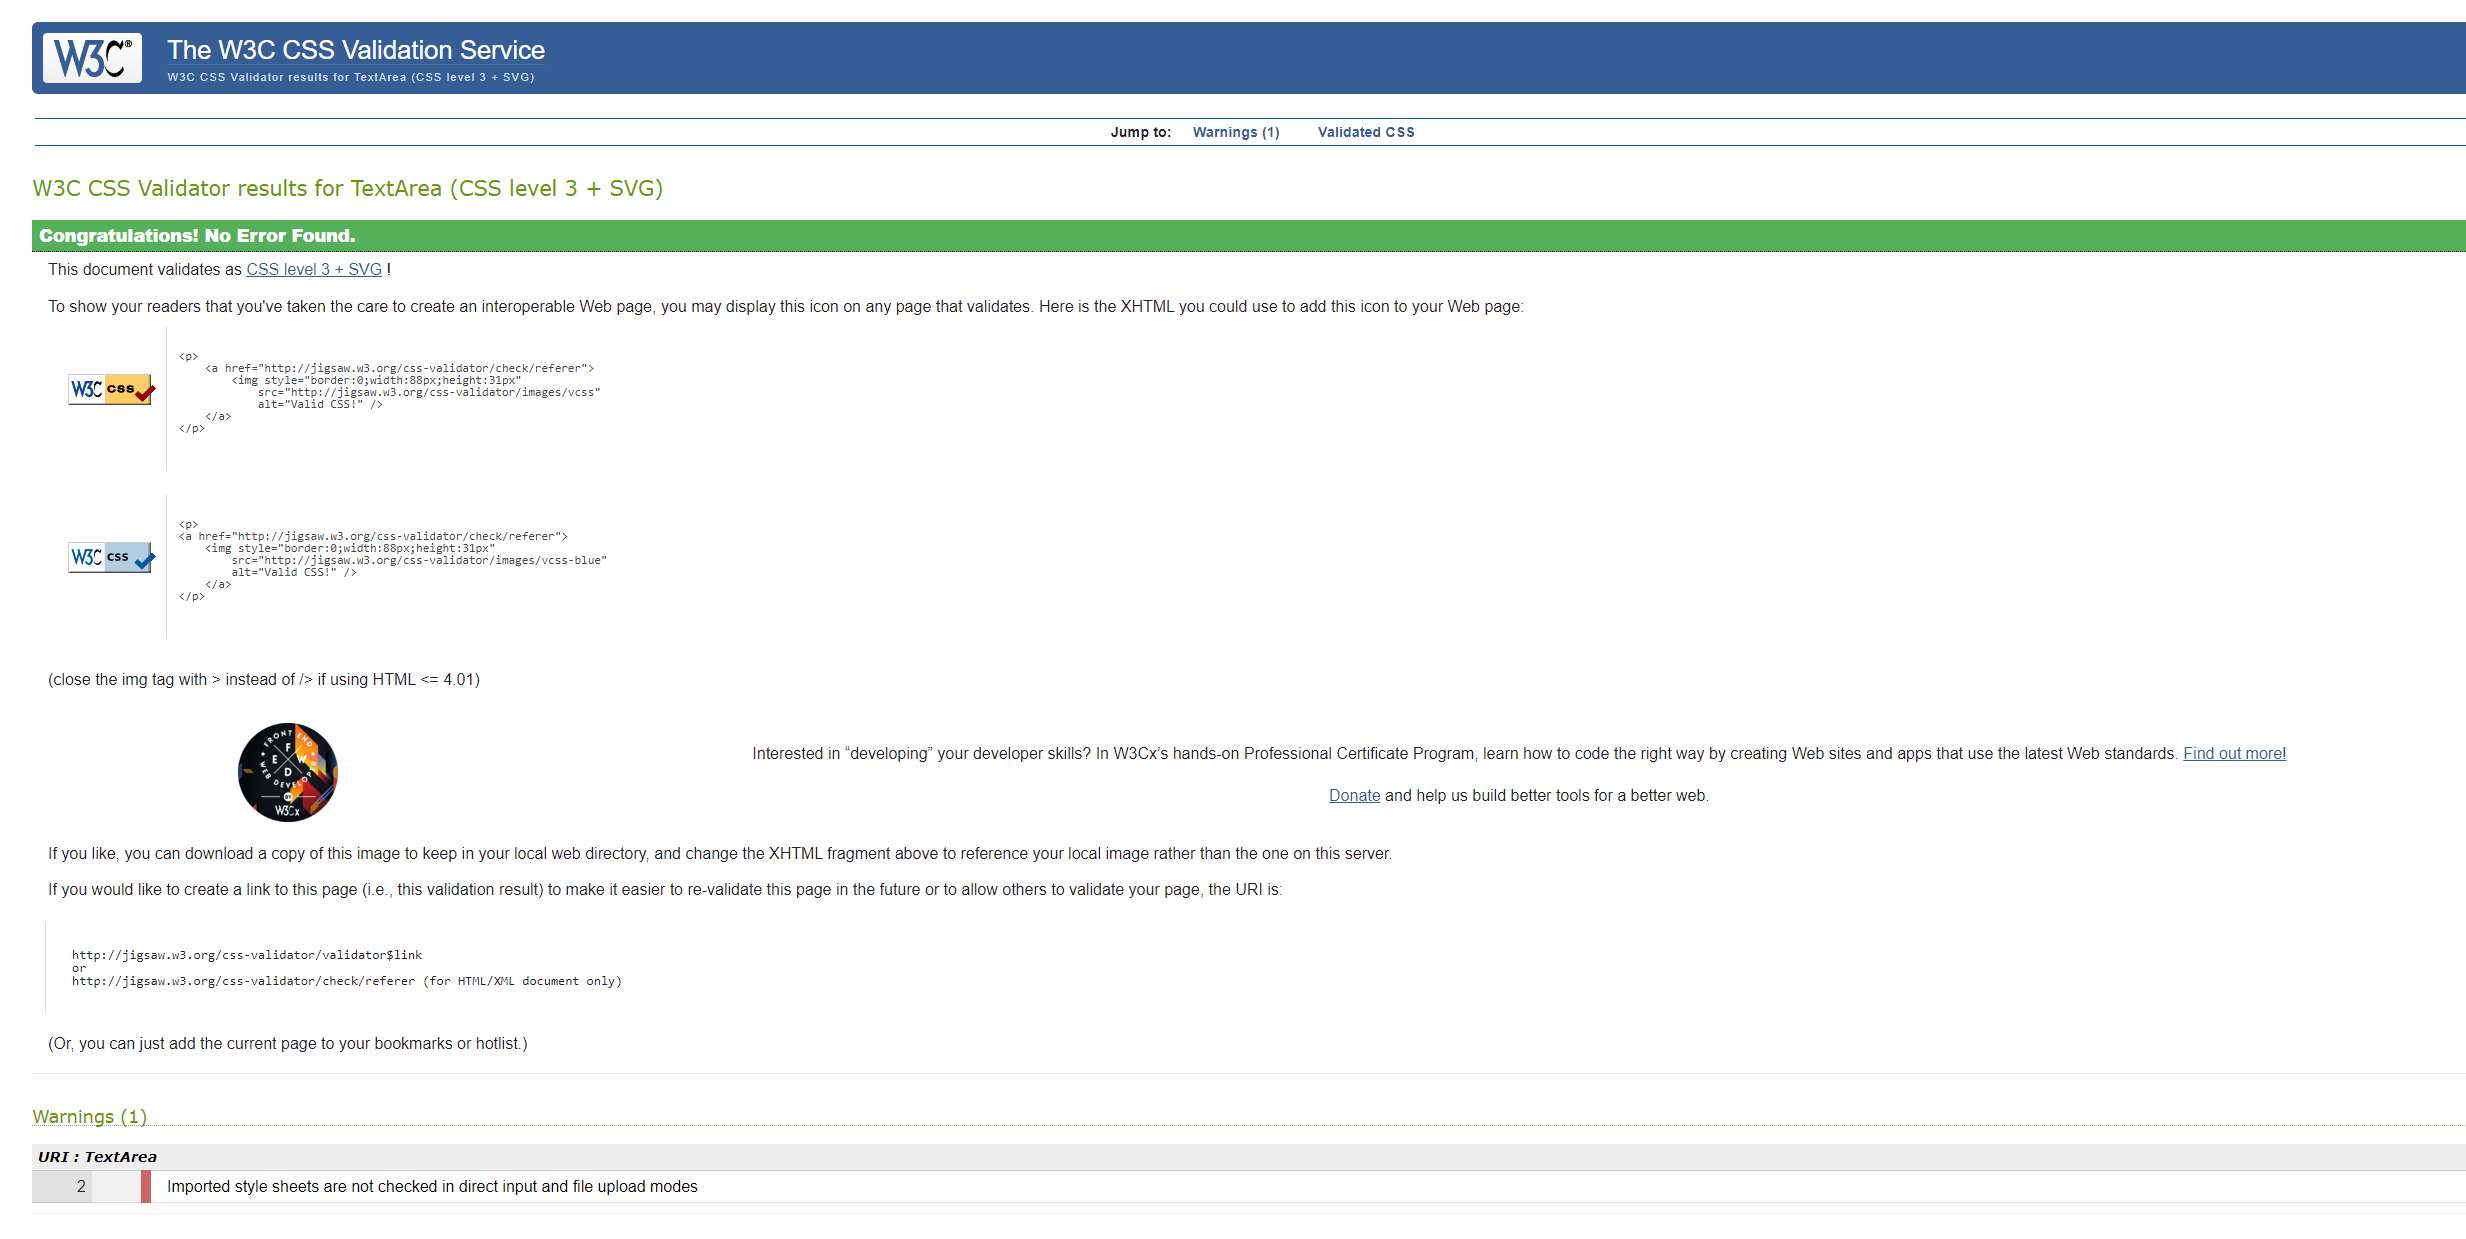 W3C®
The W3C CSS Validation Service
W3C CSS Validator results for TextArea (CSS level 3 + SVG)
Jump to: Warnings (1) Validated CSS
W3C CSS Validator results for TextArea (CSS level 3 + SVG)
Congratulations! No Error Found.
This document validates as CSS level 3 + SVG !
To show your readers that you've taken the care to create an interoperable Web page, you may display this icon on any page that validates. Here is the XHTML you could use to add this icon to your Web page:
W3C css
<p>
<a href="http://jigsaw.w3.org/css-validator/check/referer">
<img style="border:0;width:88px;height:31px"
src="http://jigsaw.w3.org/css-validator/images/vcss"
alt="Valid CSS!" />
</a>
</p>
W3C css
<p>
<a href="http://jigsaw.w3.org/css-validator/check/referer">
<img style="border:0;width:88px;height:31px"
src="http://jigsaw.w3.org/css-validator/images/vcss-blue"
alt="Valid CSS!" />
</a>
</p>
(close the img tag with > instead of /> if using HTML <= 4.01)
FRONT END
F
E W
D
WEB DEVELOPER
BY
W3Cx
Interested in “developing” your developer skills? In W3Cx’s hands-on Professional Certificate Program, learn how to code the right way by creating Web sites and apps that use the latest Web standards. Find out more!
Donate and help us build better tools for a better web.
If you like, you can download a copy of this image to keep in your local web directory, and change the XHTML fragment above to reference your local image rather than the one on this server.
If you would like to create a link to this page (i.e., this validation result) to make it easier to re-validate this page in the future or to allow others to validate your page, the URI is:
http://jigsaw.w3.org/css-validator/validator$link
or
http://jigsaw.w3.org/css-validator/check/referer (for HTML/XML document only)
(Or, you can just add the current page to your bookmarks or hotlist.)
Warnings (1)
URI : TextArea
2 Imported style sheets are not checked in direct input and file upload modes